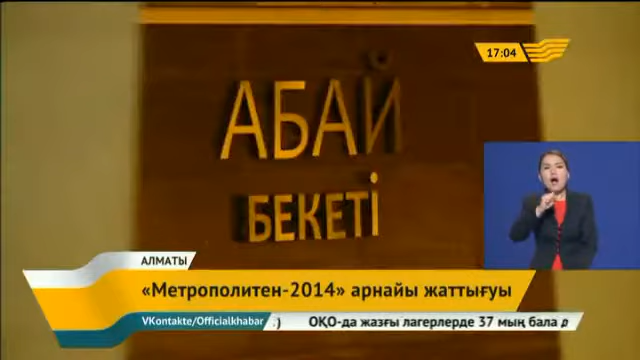 17:04
АБАЙ
БЕКЕТІ
АЛМАТЫ
«Метрополитен-2014» арнайы жаттығуы
VKontakte/Officialkhabar
.) ОҚО-да жазғы лагерлерде 37 мың бала д